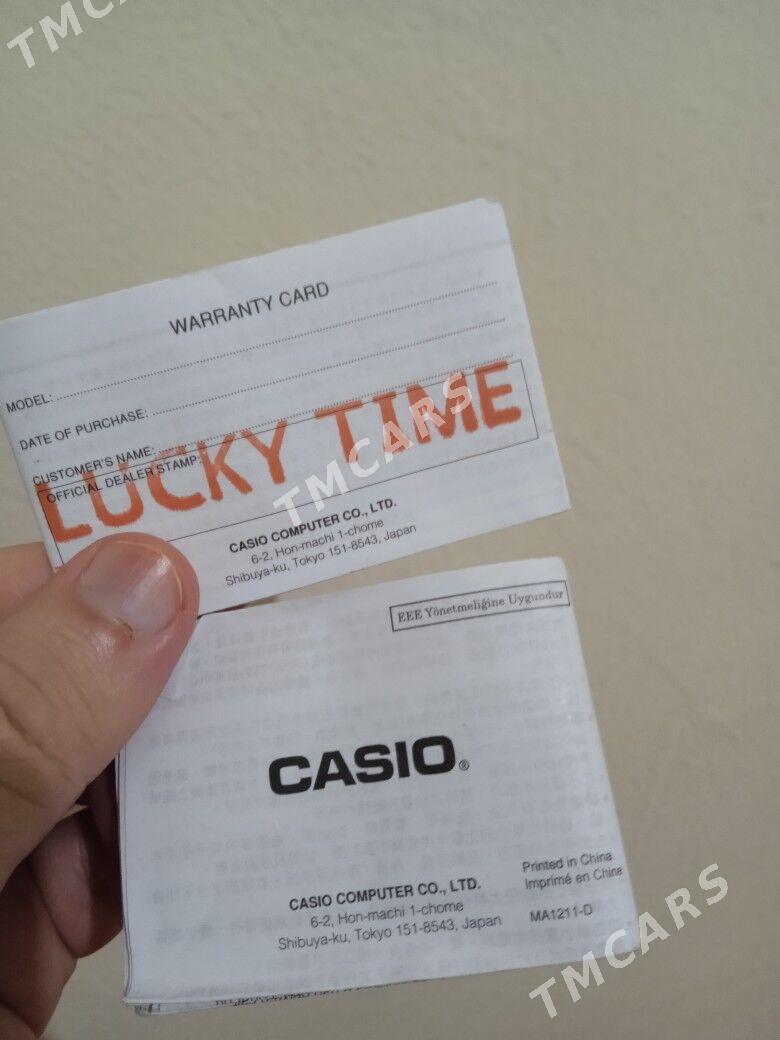 TMCARS
WARRANTY CARD
MODEL:
DATE OF PURCHASE:
CUSTOMER'S NAME:
OFFICIAL DEALER STAMP:
LUCKY TIME
TMCARS
CASIO COMPUTER CO., LTD.
6-2, Hon-machi 1-chome
Shibuya-ku, Tokyo 151-8543, Japan
EEE Yönetmeliğine Uygundur
CASIO®
Printed in China
Imprimé en Chine
CASIO COMPUTER CO., LTD.
6-2, Hon-machi 1-chome
Shibuya-ku, Tokyo 151-8543, Japan
MA1211-D
TMCARS